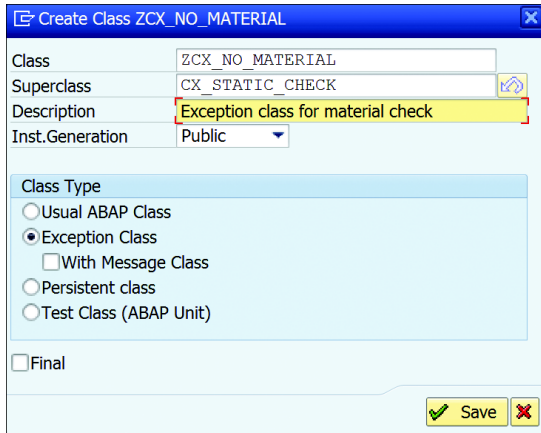 Create Class ZCX_NO_MATERIAL
Class ZCX_NO_MATERIAL
Superclass CX_STATIC_CHECK
Description Exception class for material check
Inst.Generation Public
Class Type
Usual ABAP Class
Exception Class
With Message Class
Persistent class
Test Class (ABAP Unit)
Final
Save